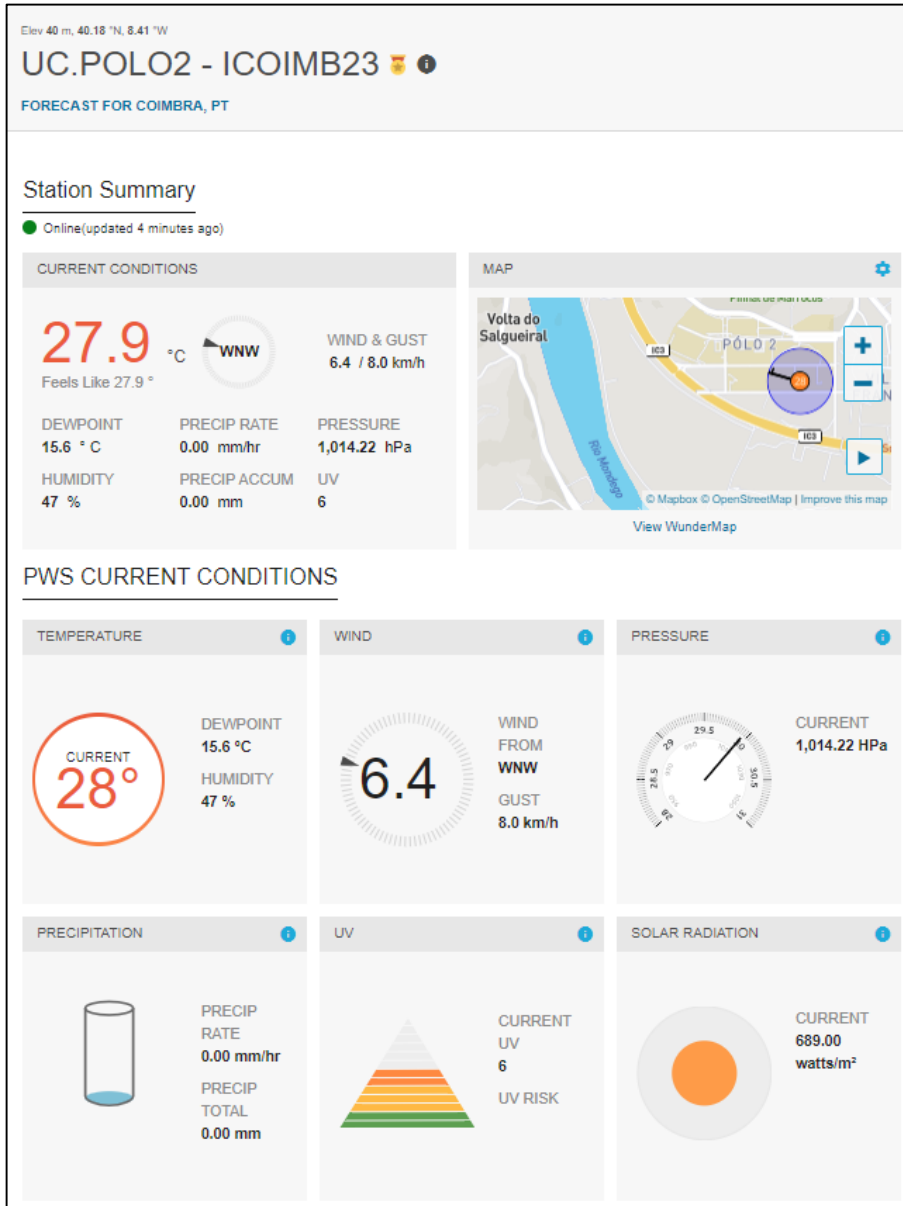 Elev 40 m, 40.18 °N, 8.41 °W
UC.POLO2 - ICOIMB23
FORECAST FOR COIMBRA, PT
Station Summary
Online(updated 4 minutes ago)
CURRENT CONDITIONS
27.9 °C
Feels Like 27.9 °
WNW
WIND & GUST
6.4 / 8.0 km/h
DEWPOINT
15.6 ° C
PRECIP RATE
0.00 mm/hr
PRESSURE
1,014.22 hPa
HUMIDITY
47 %
PRECIP ACCUM
0.00 mm
UV
6
MAP
Volta do
Salgueiral
PÓLO 2
IC3
28
IC3
Rio Mondego
© Mapbox © OpenStreetMap | Improve this map
View WunderMap
PWS CURRENT CONDITIONS
TEMPERATURE
CURRENT
28°
DEWPOINT
15.6 °C
HUMIDITY
47 %
WIND
6.4
WIND
FROM
WNW
GUST
8.0 km/h
PRESSURE
28
28.5
29
29.5
30
30.5
31
CURRENT
1,014.22 HPa
PRECIPITATION
PRECIP
RATE
0.00 mm/hr
PRECIP
TOTAL
0.00 mm
UV
CURRENT
UV
6
UV RISK
SOLAR RADIATION
CURRENT
689.00
watts/m²